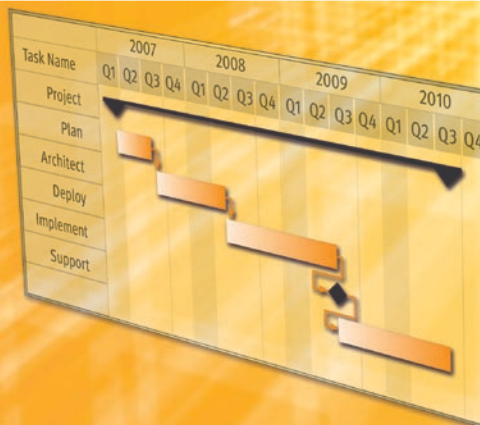 2007 2008 2009 2010
Task Name Q1 Q2 Q3 Q4 Q1 Q2 Q3 Q4 Q1 Q2 Q3 Q4 Q1 Q2 Q3 Q4
Project
Plan
Architect
Deploy
Implement
Support